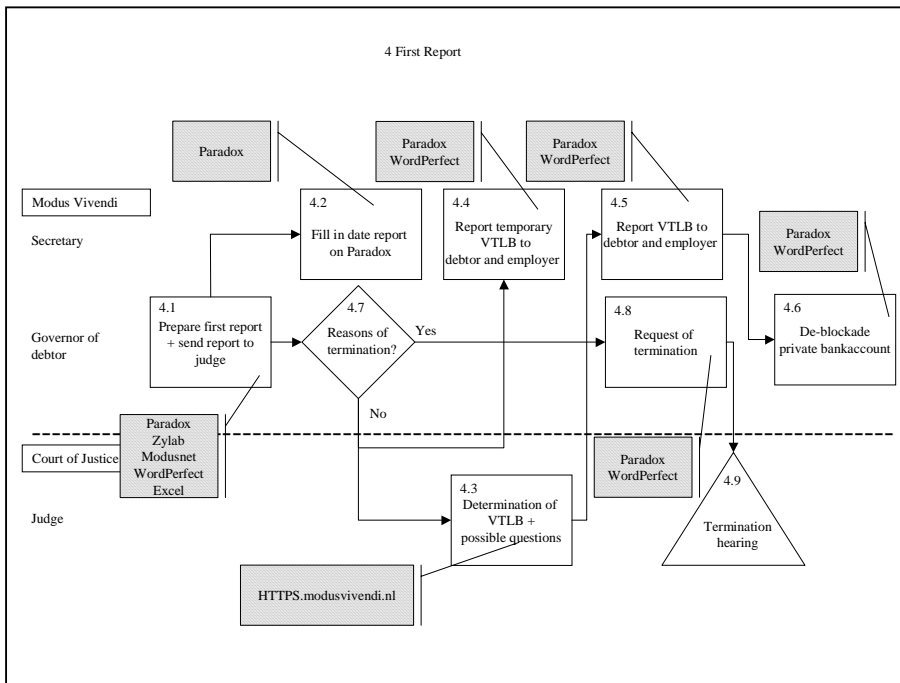 4 First Report
Paradox
Paradox
WordPerfect
Paradox
WordPerfect
Modus Vivendi
Secretary
4.2
Fill in date report
on Paradox
4.4
Report temporary
VTLB to
debtor and employer
4.5
Report VTLB to
debtor and employer
Paradox
WordPerfect
Governor of
debtor
4.1
Prepare first report
+ send report to
judge
4.7
Reasons of
termination?
Yes
No
4.8
Request of
termination
4.6
De-blockade
private bankaccount
Court of Justice
Paradox
Zylab
Modusnet
WordPerfect
Excel
Judge
4.3
Determination of
VTLB +
possible questions
Paradox
WordPerfect
4.9
Termination
hearing
HTTPS.modusvivendi.nl